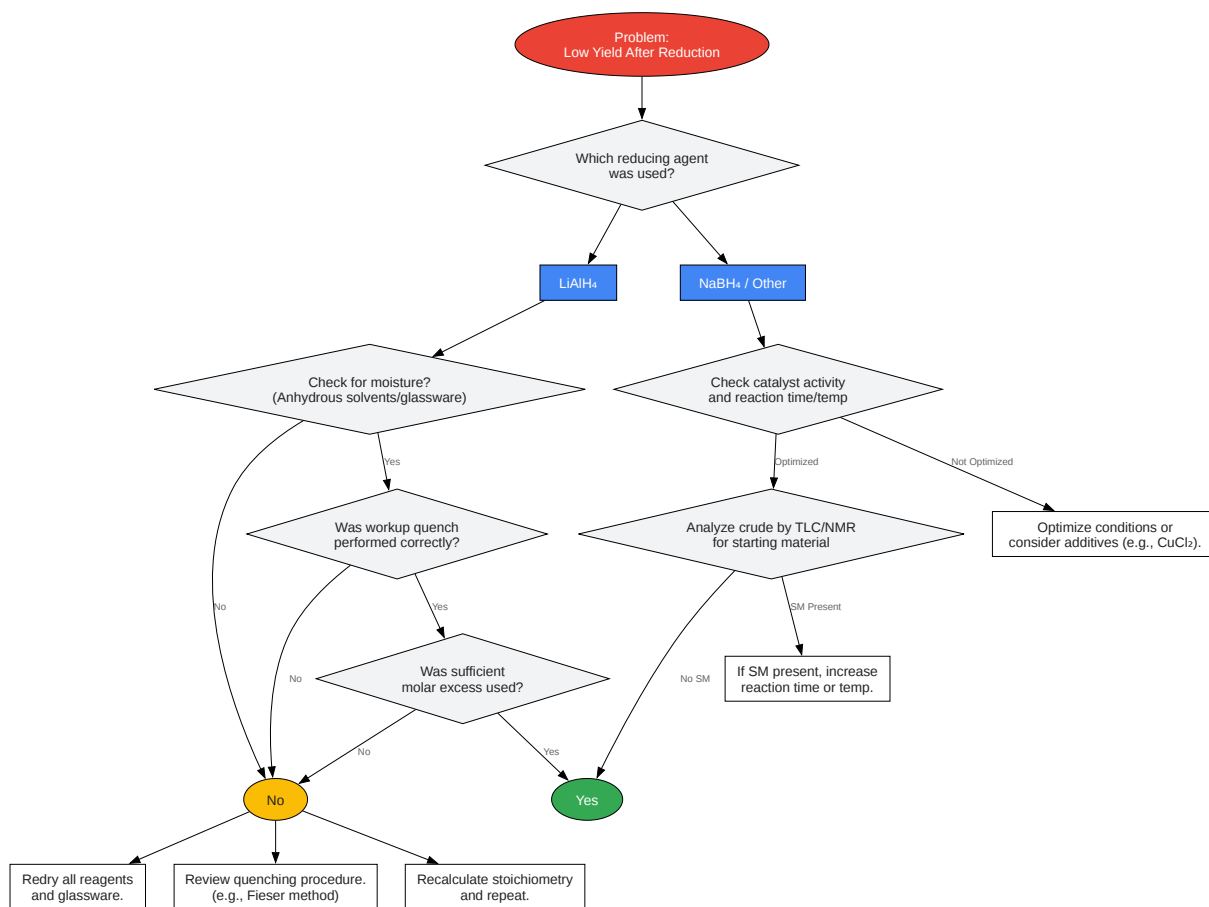 Problem:
Low Yield After Reduction
Which reducing agent
was used?
LiAlH₄
NaBH₄ / Other
Check for moisture?
(Anhydrous solvents/glassware)
Check catalyst activity
and reaction time/temp
Yes
Optimized
Not Optimized
Was workup quench
performed correctly?
Analyze crude by TLC/NMR
for starting material
Optimize conditions or
consider additives (e.g., CuCl₂).
No
Yes
SM Present
Was sufficient
molar excess used?
No
No SM
If SM present, increase
reaction time or temp.
No
Yes
No
Yes
Redry all reagents
and glassware.
Review quenching procedure.
(e.g., Fieser method)
Recalculate stoichiometry
and repeat.